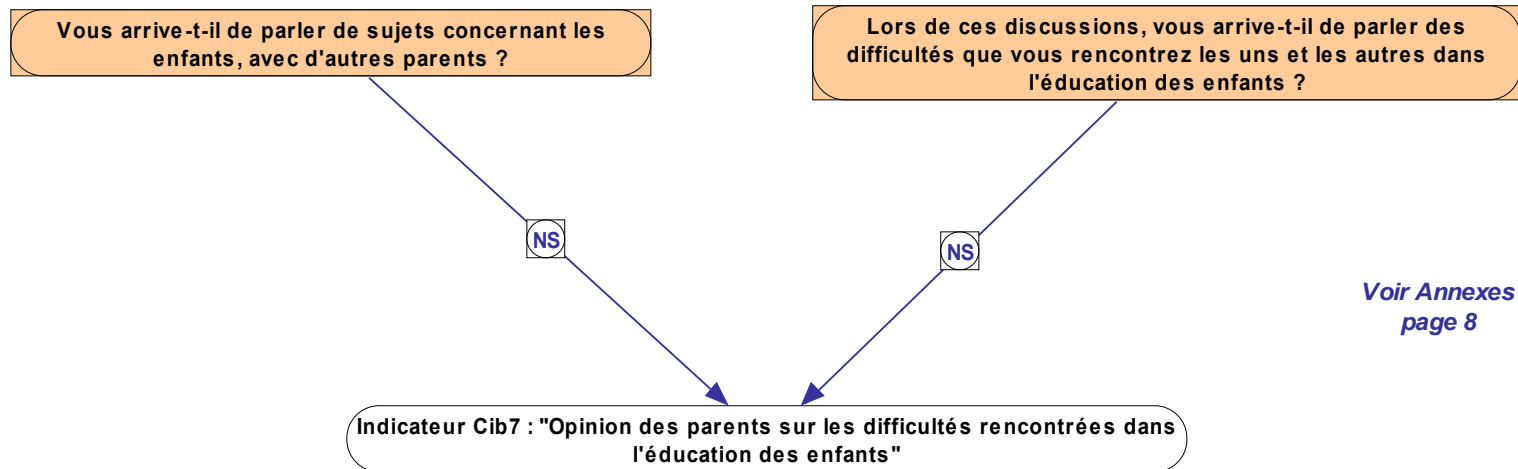 Vous arrive-t-il de parler de sujets concernant les
enfants, avec d'autres parents ?
Lors de ces discussions, vous arrive-t-il de parler des
difficultés que vous rencontrez les uns et les autres dans
l'éducation des enfants ?
NS
NS
Voir Annexes
page 8
Indicateur Cib7 : "Opinion des parents sur les difficultés rencontrées dans
l'éducation des enfants"